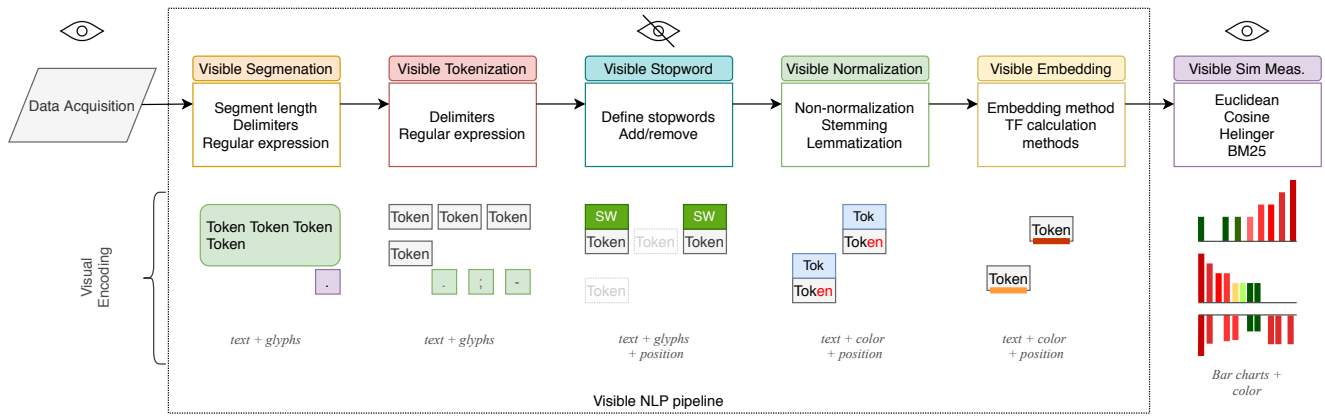 Data Acquisition
Visible Segmenation
Segment length
Delimiters
Regular expression
Visible Tokenization
Delimiters
Regular expression
Visible Stopword
Define stopwords
Add/remove
Visible Normalization
Non-normalization
Stemming
Lemmatization
Visible Embedding
Embedding method
TF calculation
methods
Visible Sim Meas.
Euclidean
Cosine
Helinger
BM25
Visual
Encoding
Token Token Token
Token
.
text + glyphs
Token Token Token
Token
. ; -
text + glyphs
SW SW
Token Token Token
Token
text + glyphs
+ position
Tok
Token
Tok
Token
text + color
+ position
Token
Token
text + color
+ position
Bar charts +
color
Visible NLP pipeline